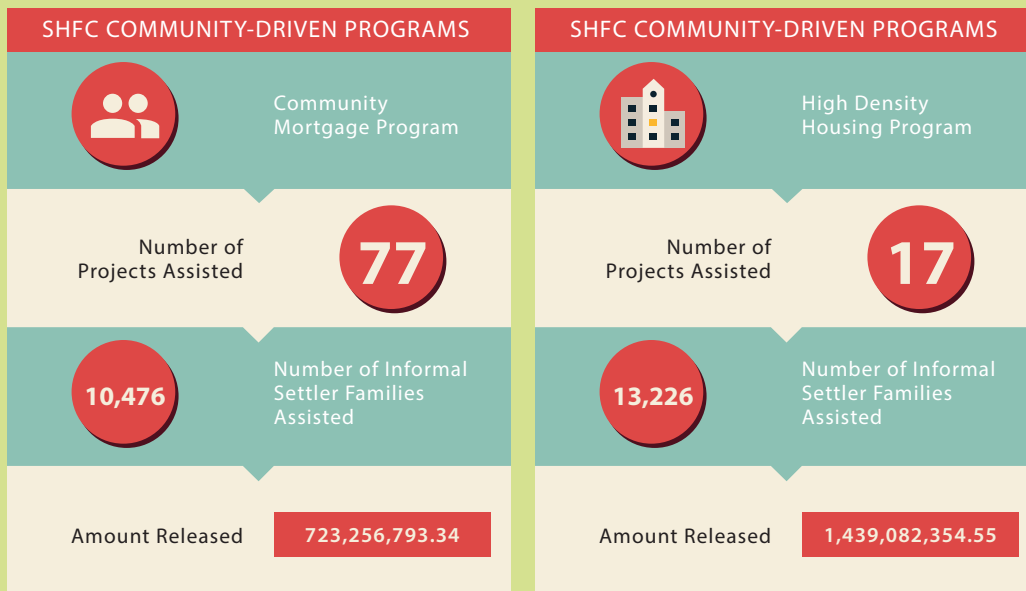 SHFC COMMUNITY-DRIVEN PROGRAMS
Community
Mortgage Program
Number of
Projects Assisted
77
10,476
Number of Informal
Settler Families
Assisted
Amount Released
723,256,793.34
SHFC COMMUNITY-DRIVEN PROGRAMS
High Density
Housing Program
Number of
Projects Assisted
17
13,226
Number of Informal
Settler Families
Assisted
Amount Released
1,439,082,354.55